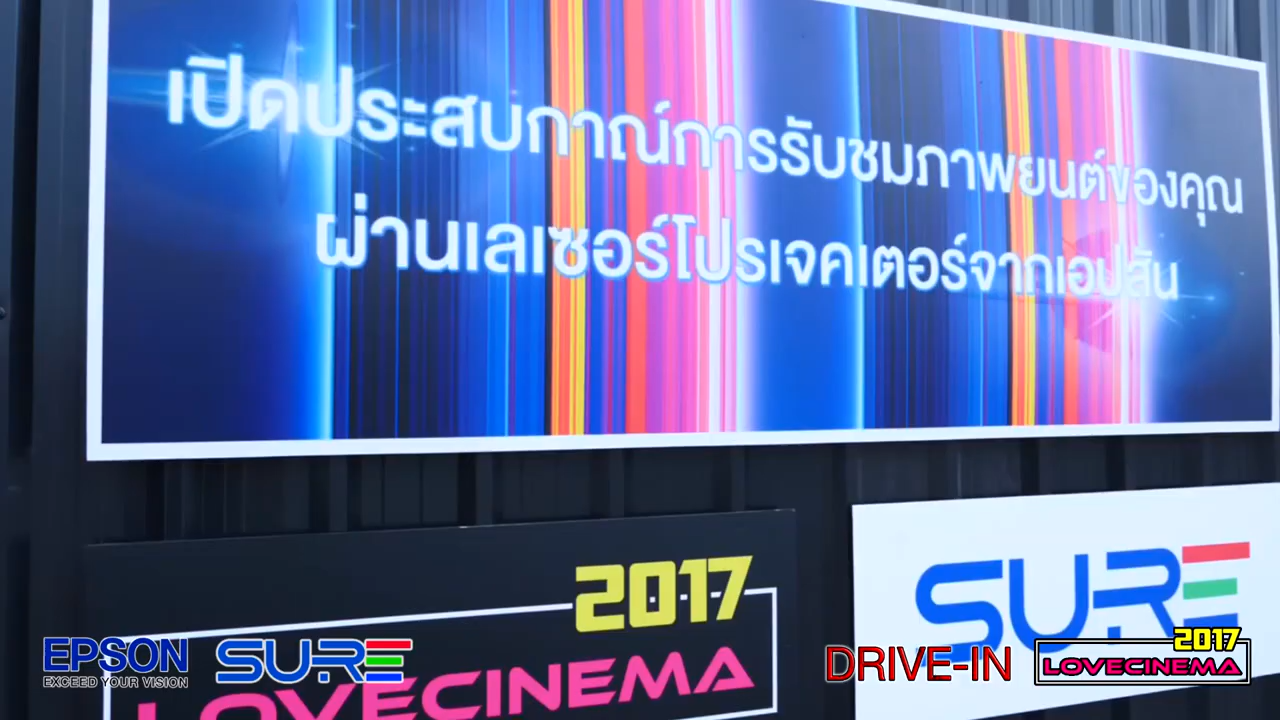 เปิดประสบกาณ์การรับชมภาพยนต์ของคุณ
ผ่านเลเซอร์โปรเจคเตอร์จากเอปสัน
2017
LOVECINEMA
SURE
EPSON
EXCEED YOUR VISION
SURE
DRIVE-IN
2017
LOVECINEMA